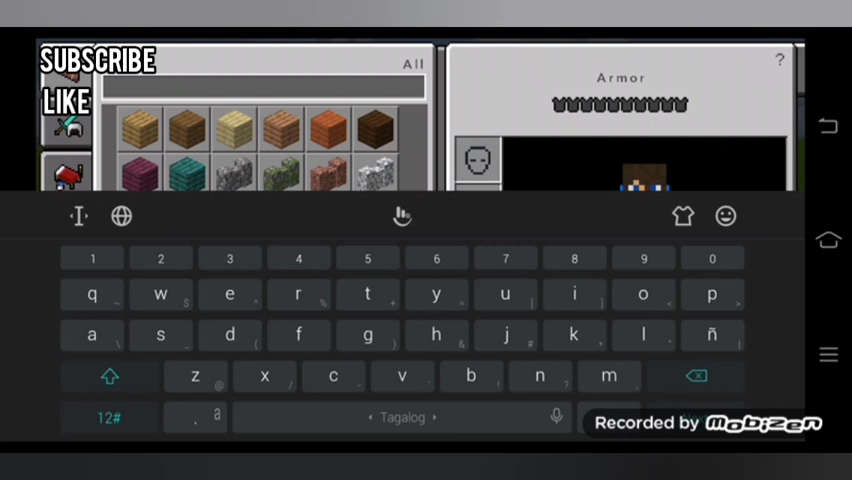 SUBSCRIBE
LIKE
All
?
Armor
1 2 3 4 5 6 7 8 9 0
q w e r t y u i o p
a s d f g h j k l ñ
z x c v b n m
12# , ª Tagalog
Recorded by mobizen